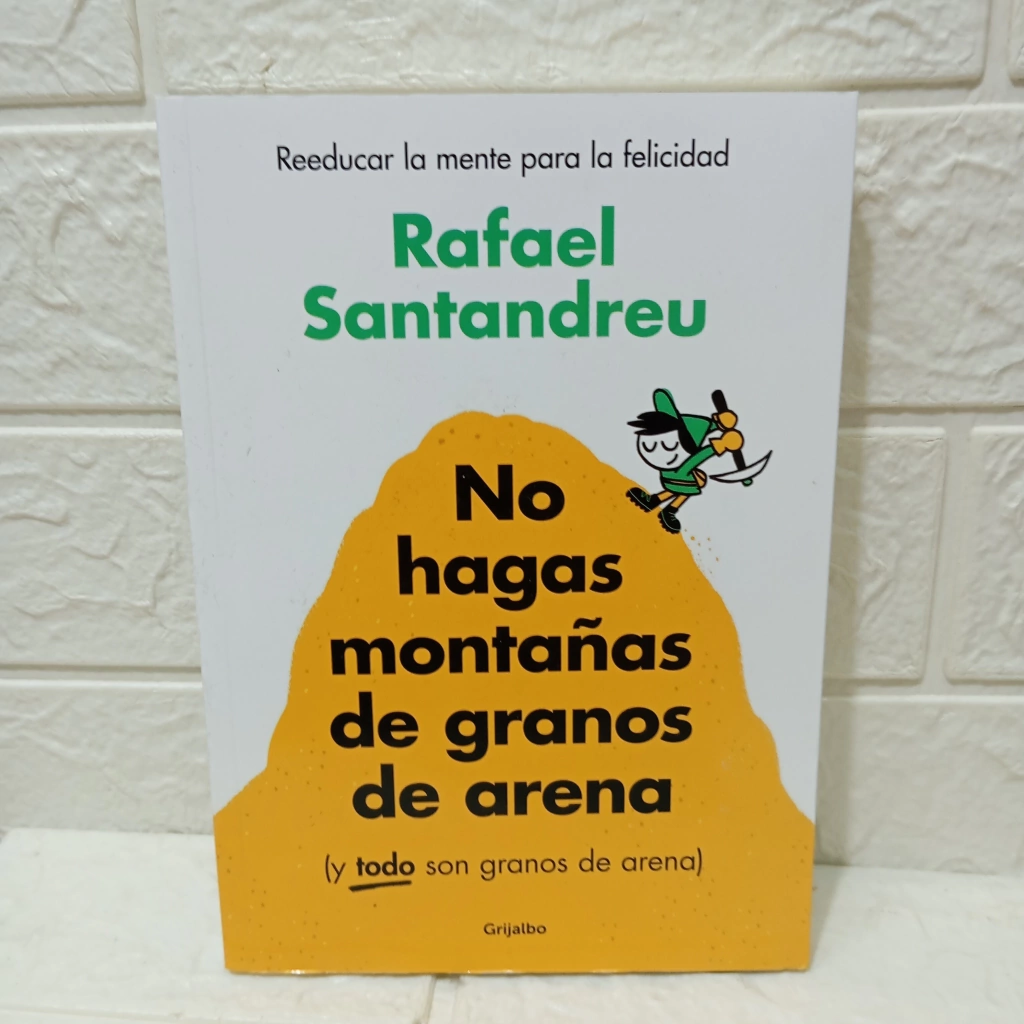 Reeducar la mente para la felicidad
Rafael
Santandreu
No
hagas
montañas
de granos
de arena
(y todo son granos de arena)
Grijalbo